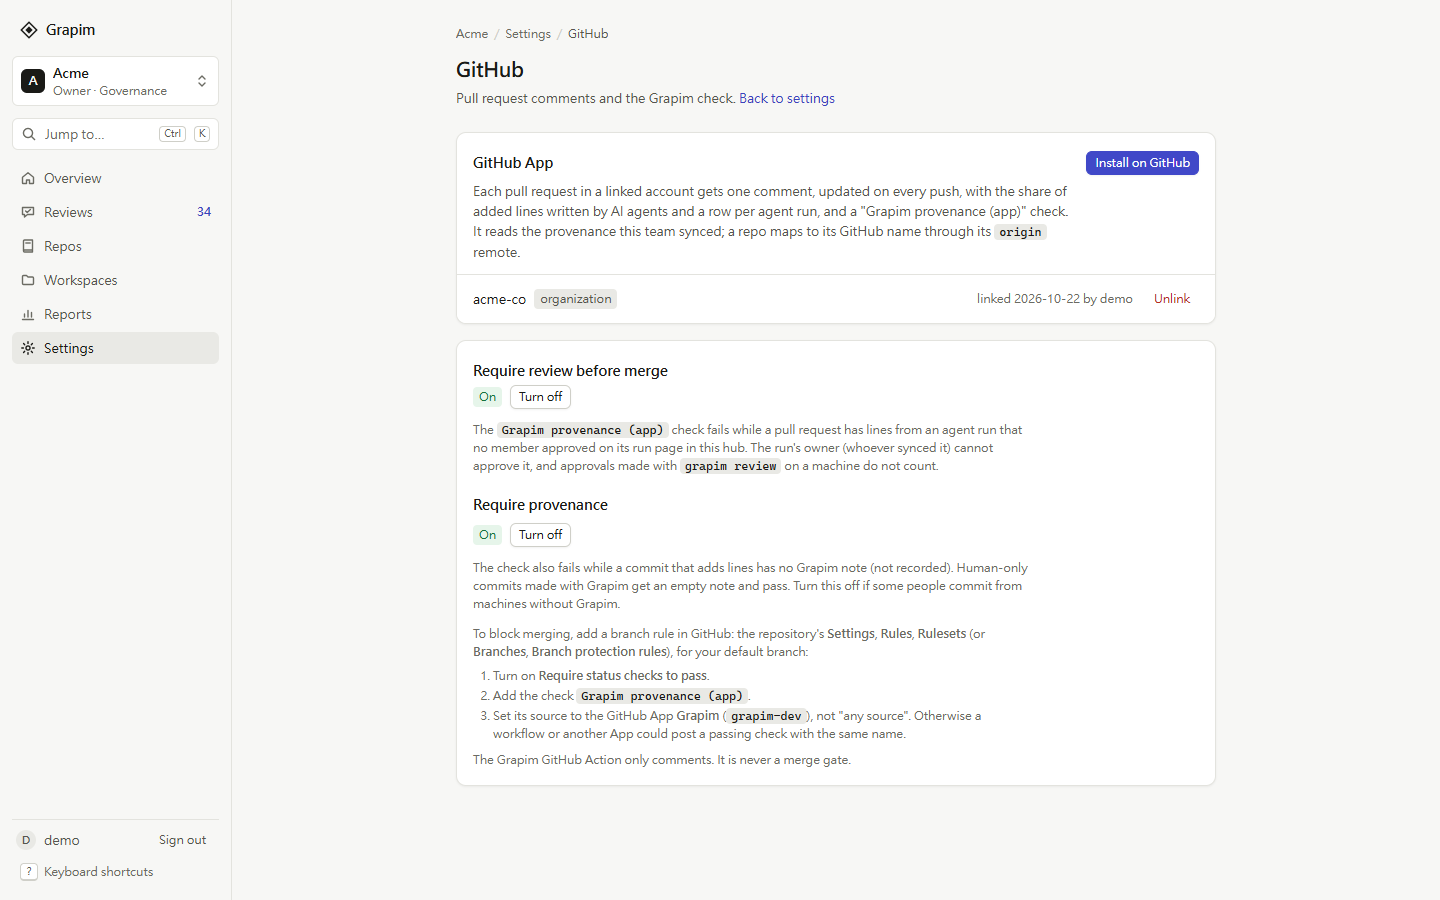 Grapim
A
Acme
Owner · Governance
Jump to...
Ctrl K
Overview
Reviews 34
Repos
Workspaces
Reports
Settings
D demo Sign out
? Keyboard shortcuts
Acme / Settings / GitHub
GitHub
Pull request comments and the Grapim check. Back to settings
GitHub App
Install on GitHub
Each pull request in a linked account gets one comment, updated on every push, with the share of
added lines written by AI agents and a row per agent run, and a "Grapim provenance (app)" check.
It reads the provenance this team synced; a repo maps to its GitHub name through its origin
remote.
acme-co organization linked 2026-10-22 by demo Unlink
Require review before merge
On Turn off
The Grapim provenance (app) check fails while a pull request has lines from an agent run that
no member approved on its run page in this hub. The run's owner (whoever synced it) cannot
approve it, and approvals made with grapim review on a machine do not count.
Require provenance
On Turn off
The check also fails while a commit that adds lines has no Grapim note (not recorded). Human-only
commits made with Grapim get an empty note and pass. Turn this off if some people commit from
machines without Grapim.
To block merging, add a branch rule in GitHub: the repository's Settings, Rules, Rulesets (or
Branches, Branch protection rules), for your default branch:
1. Turn on Require status checks to pass.
2. Add the check Grapim provenance (app).
3. Set its source to the GitHub App Grapim (grapim-dev), not "any source". Otherwise a
workflow or another App could post a passing check with the same name.
The Grapim GitHub Action only comments. It is never a merge gate.